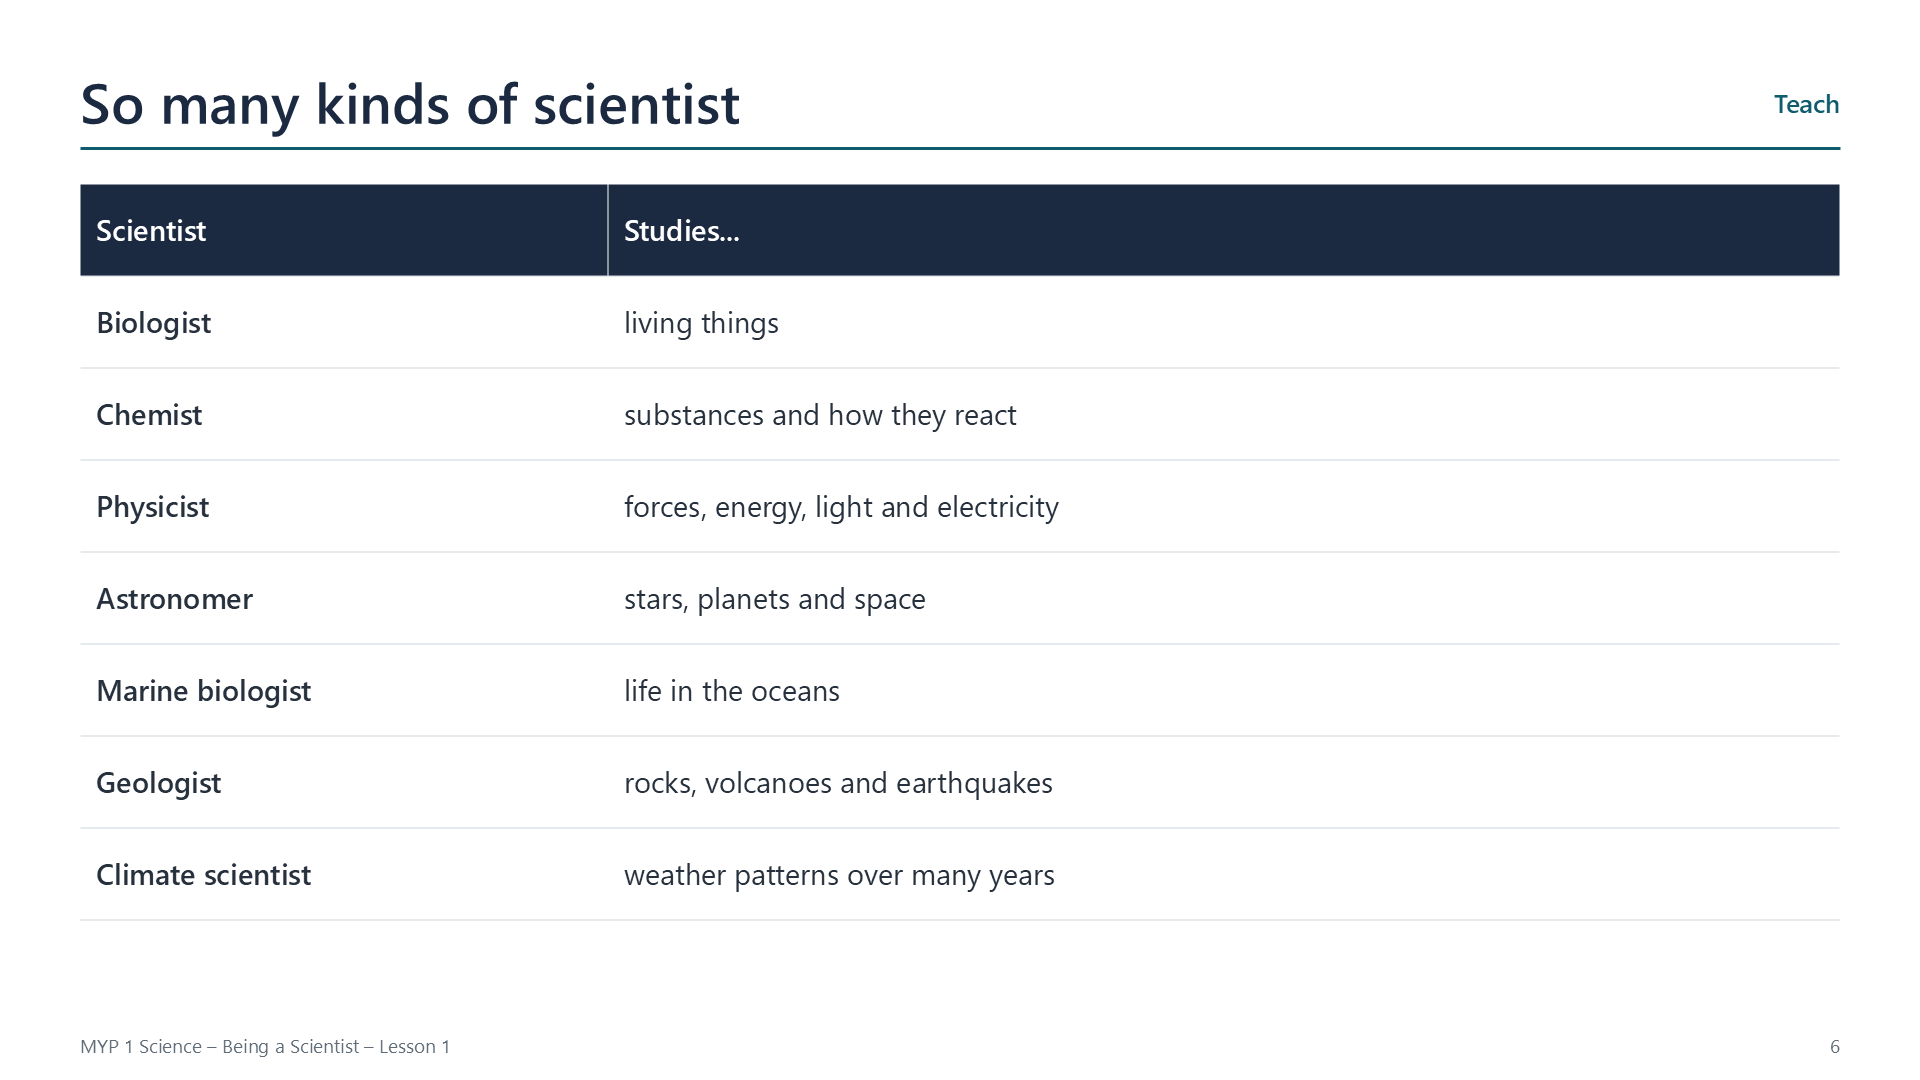 So many kinds of scientist
Teach
Scientist
Studies...
Biologist
living things
Chemist
substances and how they react
Physicist
forces, energy, light and electricity
Astronomer
stars, planets and space
Marine biologist
life in the oceans
Geologist
rocks, volcanoes and earthquakes
Climate scientist
weather patterns over many years
MYP 1 Science – Being a Scientist – Lesson 1
6